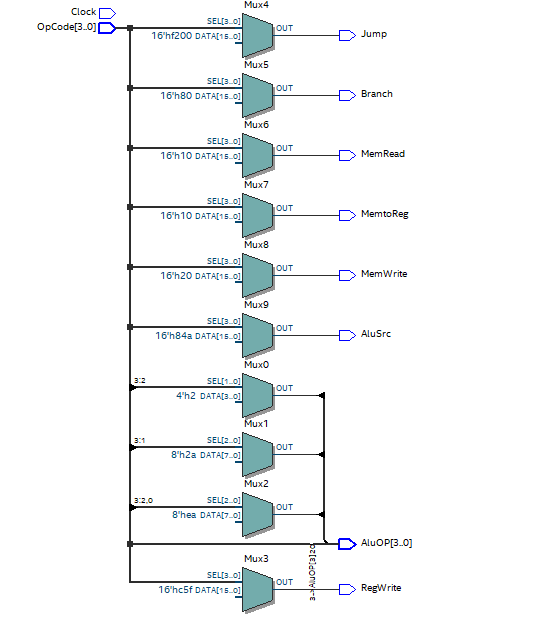 Clock
OpCode[3..0]
Mux4
SEL[3..0]
16'hf200 DATA[15..0]
OUT
Jump
Mux5
SEL[3..0]
16'h80 DATA[15..0]
OUT
Branch
Mux6
SEL[3..0]
16'h10 DATA[15..0]
OUT
MemRead
Mux7
SEL[3..0]
16'h10 DATA[15..0]
OUT
MemtoReg
Mux8
SEL[3..0]
16'h20 DATA[15..0]
OUT
MemWrite
Mux9
SEL[3..0]
16'h84a DATA[15..0]
OUT
AluSrc
Mux0
3:2
SEL[1..0]
4'h2 DATA[3..0]
OUT
Mux1
3:1
SEL[2..0]
8'h2a DATA[7..0]
OUT
Mux2
3:2,0
SEL[2..0]
8'hea DATA[7..0]
OUT
AluOP[3..0]
Mux3
SEL[3..0]
16'hc5f DATA[15..0]
OUT
RegWrite